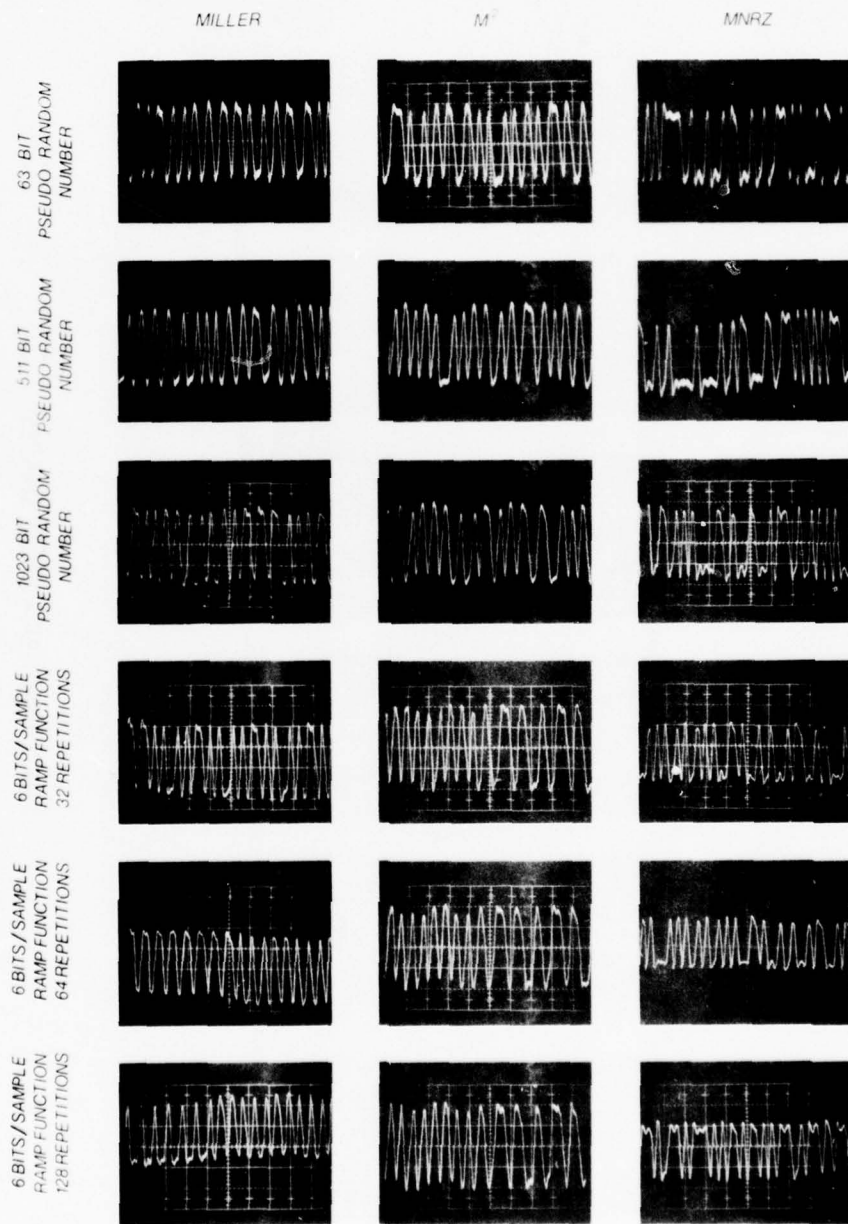 MILLER
M²
MNRZ
63 BIT
PSEUDO RANDOM
NUMBER
511 BIT
PSEUDO RANDOM
NUMBER
1023 BIT
PSEUDO RANDOM
NUMBER
6 BITS/SAMPLE
RAMP FUNCTION
32 REPETITIONS
6 BITS/SAMPLE
RAMP FUNCTION
64 REPETITIONS
6 BITS/SAMPLE
RAMP FUNCTION
128 REPETITIONS